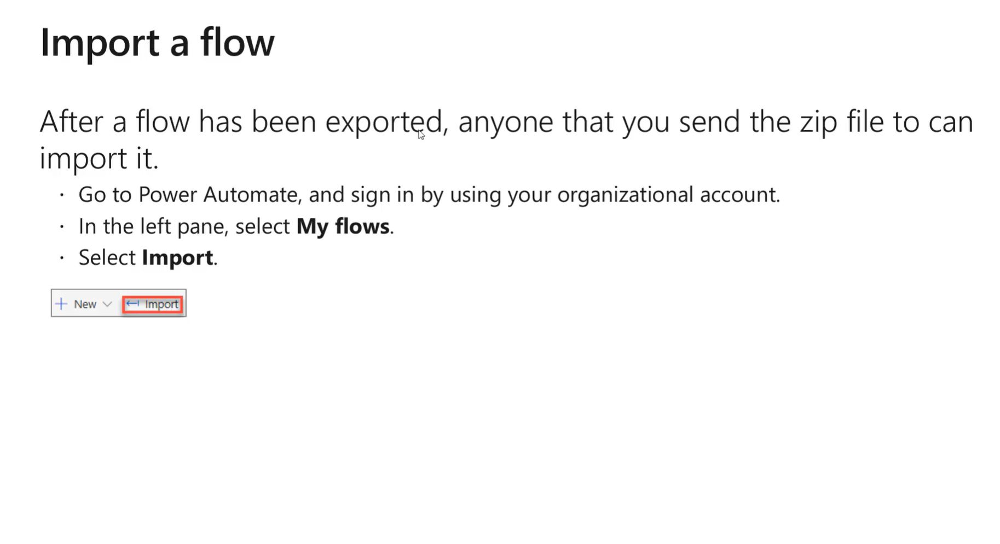 Import a flow
After a flow has been exported, anyone that you send the zip file to can
import it.
· Go to Power Automate, and sign in by using your organizational account.
· In the left pane, select My flows.
· Select Import.
New Import